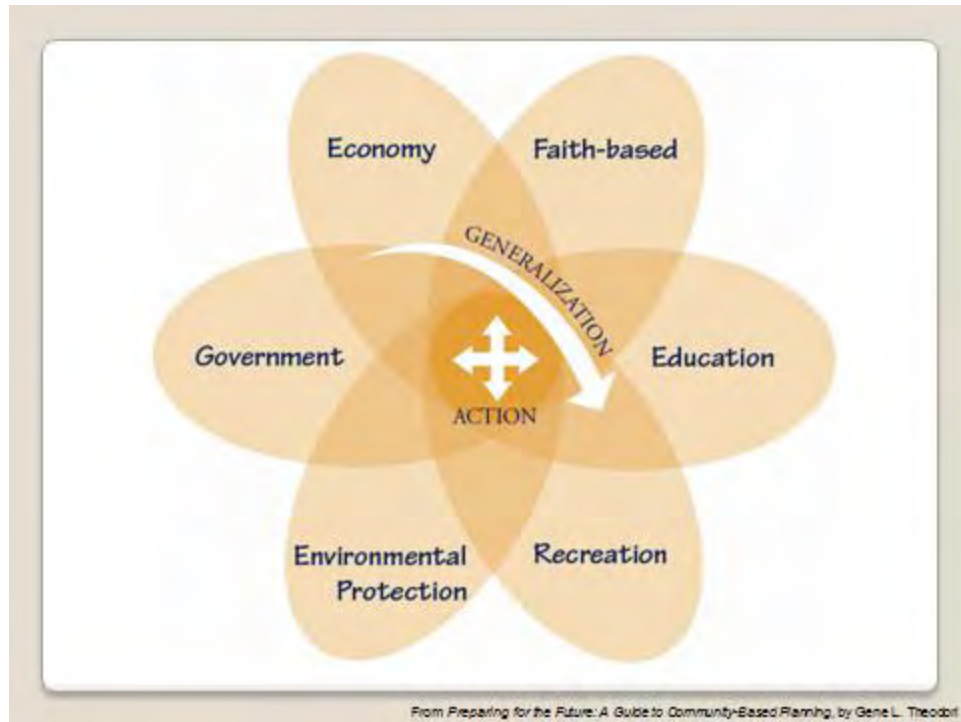 Economy
Faith-based
GENERALIZATION
Government
Education
ACTION
Environmental
Protection
Recreation
From Preparing for the Future: A Guide to Community-Based Planning, by Gene L. Theodori